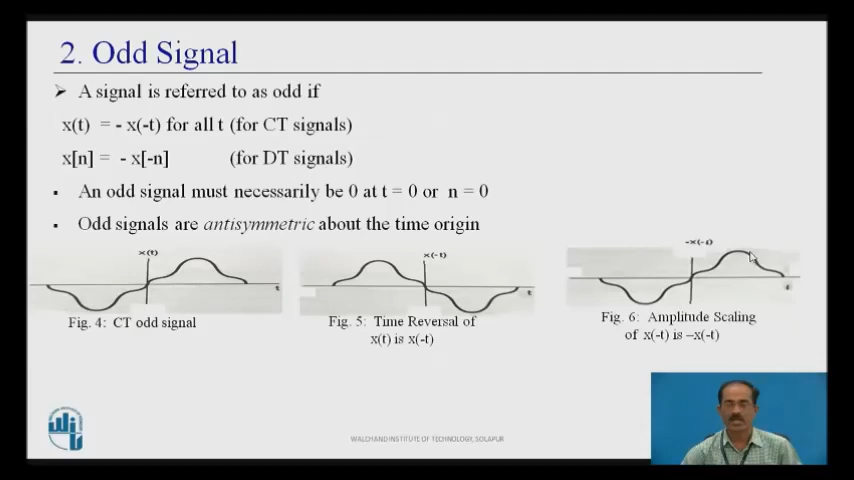 2. Odd Signal
➤ A signal is referred to as odd if
x(t) = - x(-t) for all t (for CT signals)
x[n] = - x[-n] (for DT signals)
▪ An odd signal must necessarily be 0 at t = 0 or n = 0
▪ Odd signals are antisymmetric about the time origin
x(t)
t
Fig. 4: CT odd signal
x(-t)
t
Fig. 5: Time Reversal of
x(t) is x(-t)
-x(-t)
Fig. 6: Amplitude Scaling
of x(-t) is –x(-t)
WALCHAND INSTITUTE OF TECHNOLOGY, SOLAPUR